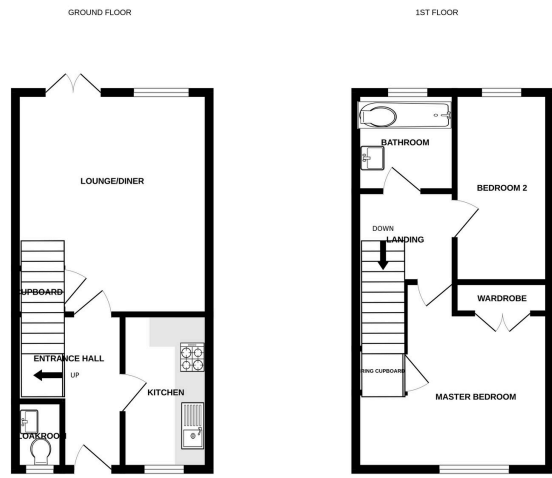 GROUND FLOOR
1ST FLOOR
LOUNGE/DINER
UPBOARD
ENTRANCE HALL
UP
KITCHEN
LOAKROOM
BATHROOM
BEDROOM 2
DOWN
LANDING
WARDROBE
RING CUPBOARD
MASTER BEDROOM